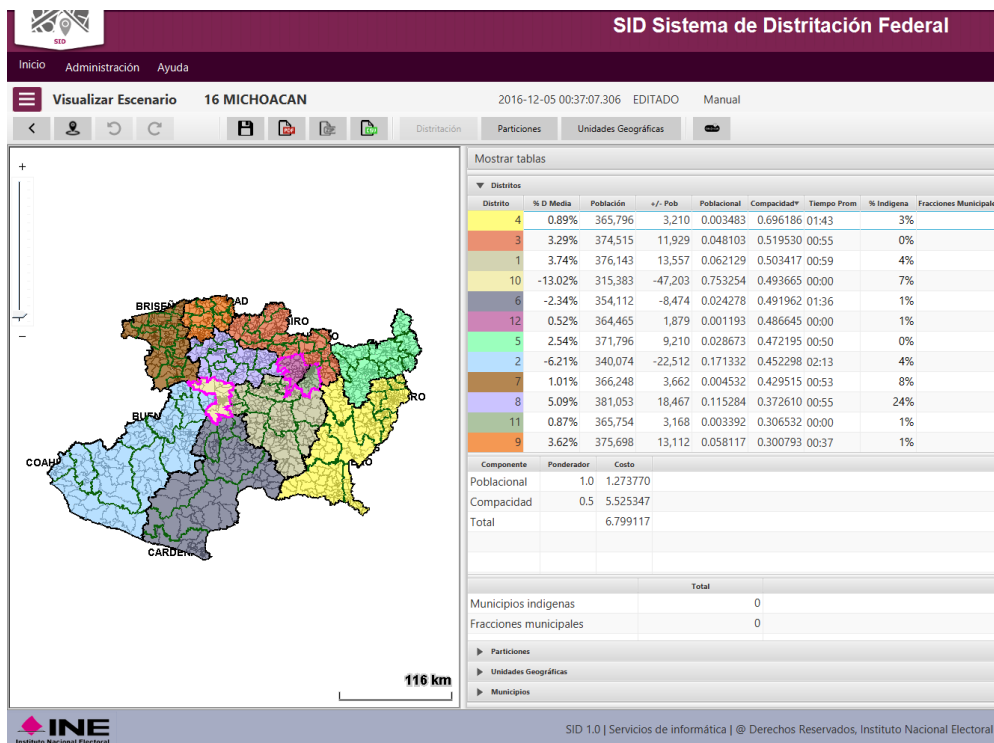 SID
SID Sistema de Distritación Federal
Inicio Administración Ayuda
Visualizar Escenario 16 MICHOACAN 2016-12-05 00:37:07.306 EDITADO Manual
Distritación Particiones Unidades Geográficas
Mostrar tablas
Distritos
Distrito % D Media Población +/- Pob Poblacional Compacidad Tiempo Prom % Indigena Fracciones Municipale
4 0.89% 365,796 3,210 0.003483 0.696186 01:43 3%
3 3.29% 374,515 11,929 0.048103 0.519530 00:55 0%
1 3.74% 376,143 13,557 0.062129 0.503417 00:59 4%
10 -13.02% 315,383 -47,203 0.753254 0.493665 00:00 7%
6 -2.34% 354,112 -8,474 0.024278 0.491962 01:36 1%
12 0.52% 364,465 1,879 0.001193 0.486645 00:00 1%
5 2.54% 371,796 9,210 0.028673 0.472195 00:50 0%
2 -6.21% 340,074 -22,512 0.171332 0.452298 02:13 4%
7 1.01% 366,248 3,662 0.004532 0.429515 00:53 8%
8 5.09% 381,053 18,467 0.115284 0.372610 00:55 24%
11 0.87% 365,754 3,168 0.003392 0.306532 00:00 1%
9 3.62% 375,698 13,112 0.058117 0.300793 00:37 1%
Componente Ponderador Costo
Poblacional 1.0 1.273770
Compacidad 0.5 5.525347
Total 6.799117
Total
Municipios indigenas 0
Fracciones municipales 0
Particiones
Unidades Geográficas
Municipios
+
−
BRISEÑ
AD
IRO
O
RO
BUEN
COAH
RO
CARDEN
116 km
INE
Instituto Nacional Electoral
SID 1.0 | Servicios de informática | @ Derechos Reservados, Instituto Nacional Electoral